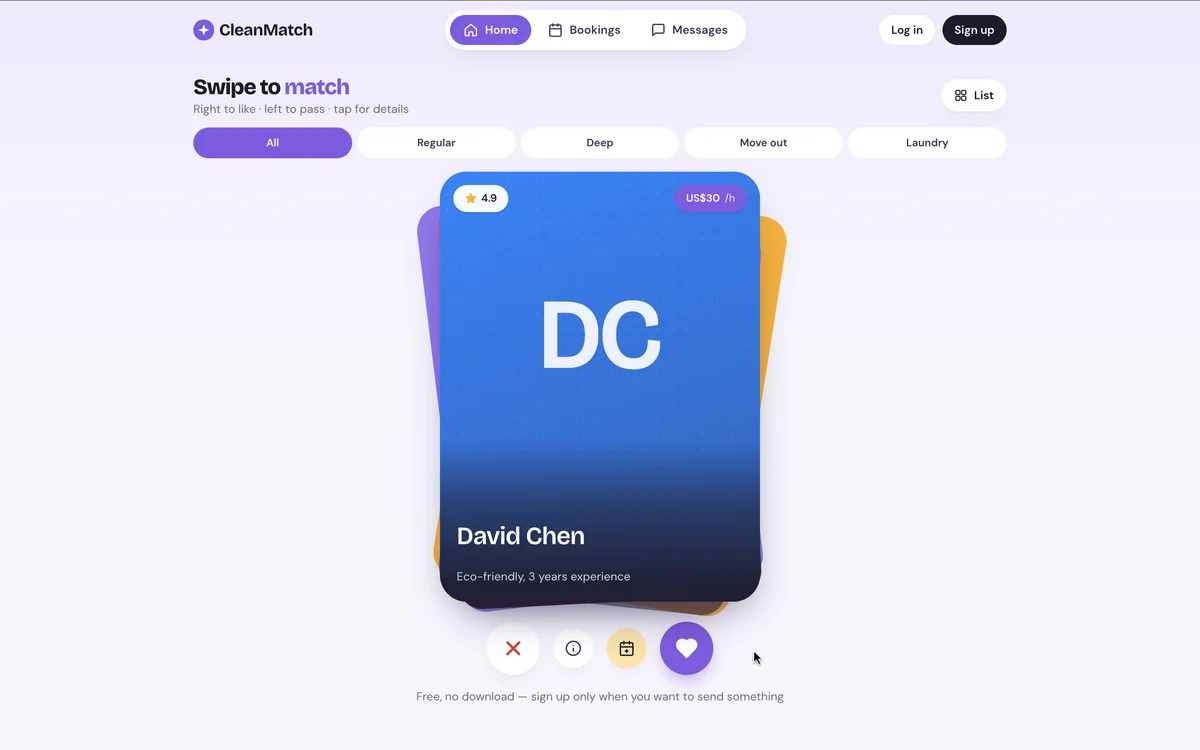 CleanMatch
Home
Bookings
Messages
Log in
Sign up
Swipe to match
Right to like · left to pass · tap for details
List
All
Regular
Deep
Move out
Laundry
4.9
US$30 /h
DC
David Chen
Eco-friendly, 3 years experience
Free, no download — sign up only when you want to send something